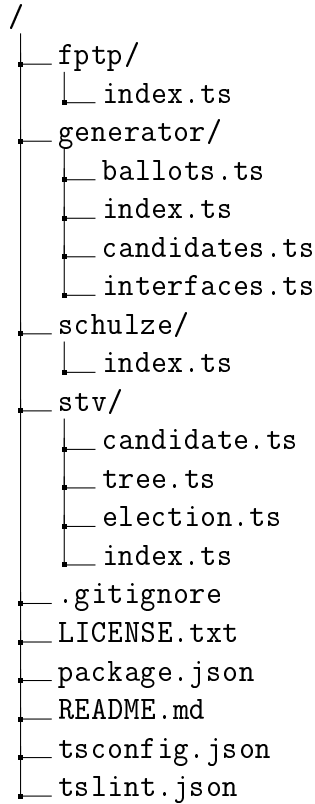 /
fptp/
index.ts
generator/
ballots.ts
index.ts
candidates.ts
interfaces.ts
schulze/
index.ts
stv/
candidate.ts
tree.ts
election.ts
index.ts
.gitignore
LICENSE.txt
package.json
README.md
tsconfig.json
tslint.json